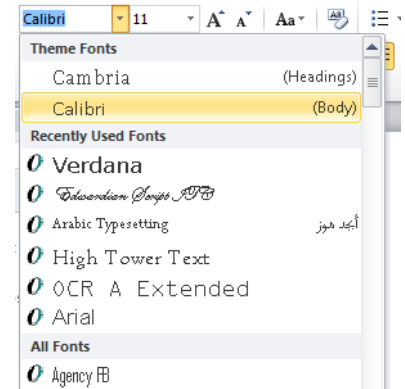 Calibri 11 A A Aa
Theme Fonts
Cambria (Headings)
Calibri (Body)
Recently Used Fonts
Verdana
Edwardian Script ITC
Arabic Typesetting أبجد هوز
High Tower Text
OCR A Extended
Arial
All Fonts
Agency FB